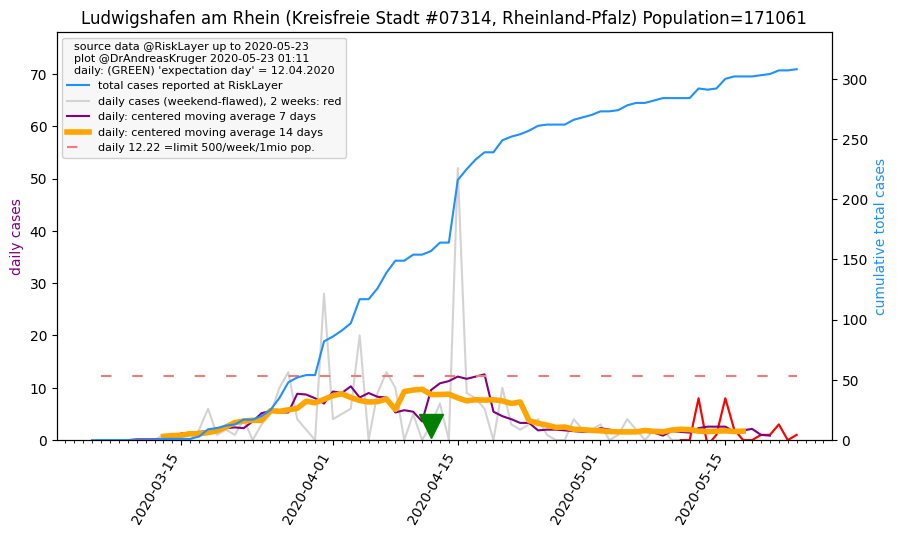 Ludwigshafen am Rhein (Kreisfreie Stadt #07314, Rheinland-Pfalz) Population=171061
source data @RiskLayer up to 2020-05-23
plot @DrAndreasKruger 2020-05-23 01:11
daily: (GREEN) 'expectation day' = 12.04.2020
total cases reported at RiskLayer
daily cases (weekend-flawed), 2 weeks: red
daily: centered moving average 7 days
daily: centered moving average 14 days
daily 12.22 =limit 500/week/1mio pop.
daily cases
70
60
50
40
30
20
10
0
cumulative total cases
300
250
200
150
100
50
0
2020-03-15
2020-04-01
2020-04-15
2020-05-01
2020-05-15